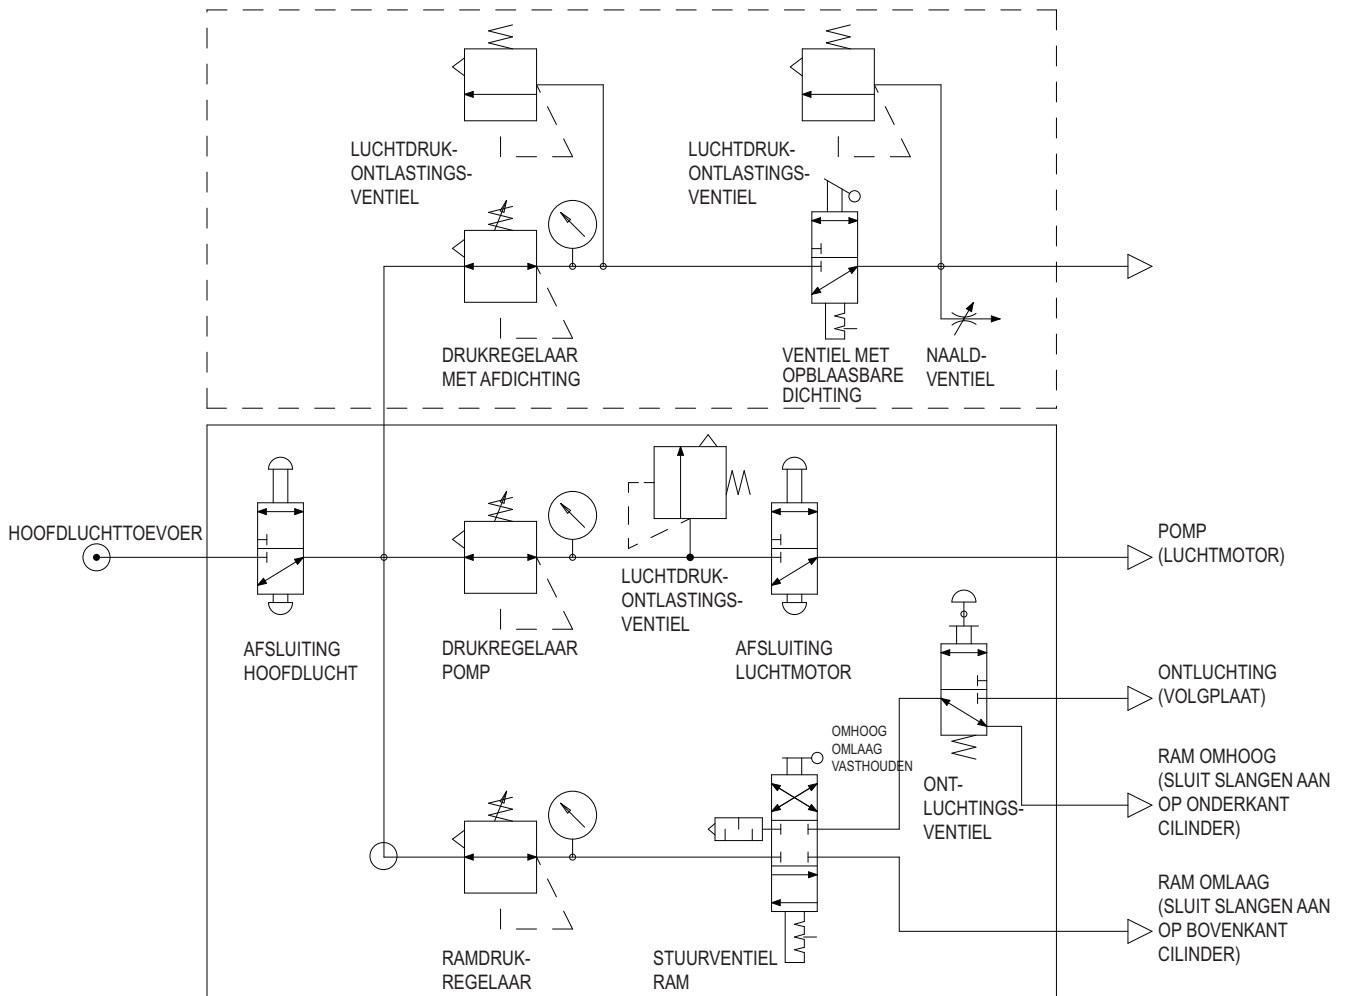 LUCHTDRUK-
ONTLASTINGS-
VENTIEL
LUCHTDRUK-
ONTLASTINGS-
VENTIEL
DRUKREGELAAR
MET AFDICHTING
VENTIEL MET
OPBLAASBARE
DICHTING
NAALD-
VENTIEL
HOOFDLUCHTTOEVOER
AFSLUITING
HOOFDLUCHT
DRUKREGELAAR
POMP
LUCHTDRUK-
ONTLASTINGS-
VENTIEL
AFSLUITING
LUCHTMOTOR
POMP
(LUCHTMOTOR)
ONTLUCHTING
(VOLGPLAAT)
OMHOOG
OMLAAG
VASTHOUDEN
ONT-
LUCHTINGS-
VENTIEL
RAM OMHOOG
(SLUIT SLANGEN AAN
OP ONDERKANT
CILINDER)
RAM OMLAAG
(SLUIT SLANGEN AAN
OP BOVENKANT
CILINDER)
RAMDRUK-
REGELAAR
STUURVENTIEL
RAM